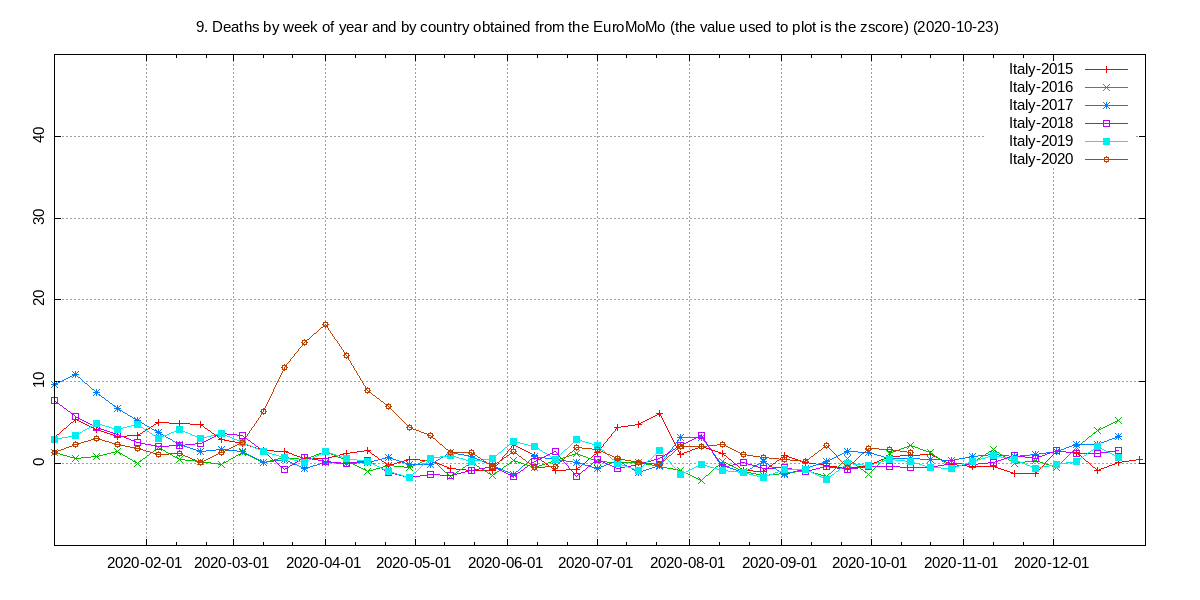 9. Deaths by week of year and by country obtained from the EuroMoMo (the value used to plot is the zscore) (2020-10-23)
Italy-2015
Italy-2016
Italy-2017
Italy-2018
Italy-2019
Italy-2020
40
30
20
10
0
2020-02-01 2020-03-01 2020-04-01 2020-05-01 2020-06-01 2020-07-01 2020-08-01 2020-09-01 2020-10-01 2020-11-01 2020-12-01